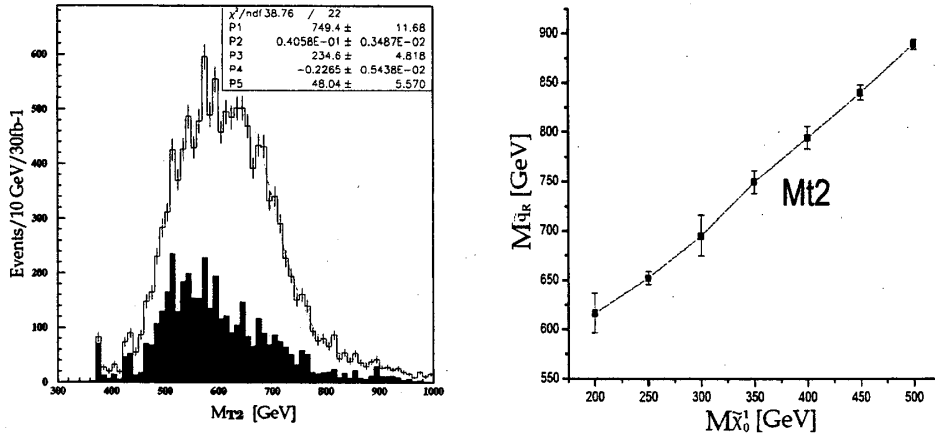 χ²/ndf 38.76 / 22
P1 749.4 ± 11.68
P2 0.4058E-01 ± 0.3487E-02
P3 234.6 ± 4.818
P4 -0.2265 ± 0.5438E-02
P5 48.04 ± 5.570
Events/10 GeV/30fb-1
600
500
400
300
200
100
0
300 400 500 600 700 800 900 1000
MT2 [GeV]
Mq̃R [GeV]
900
850
800
750
700
650
600
550
Mt2
200 250 300 350 400 450 500
Mχ̃¹₀ [GeV]